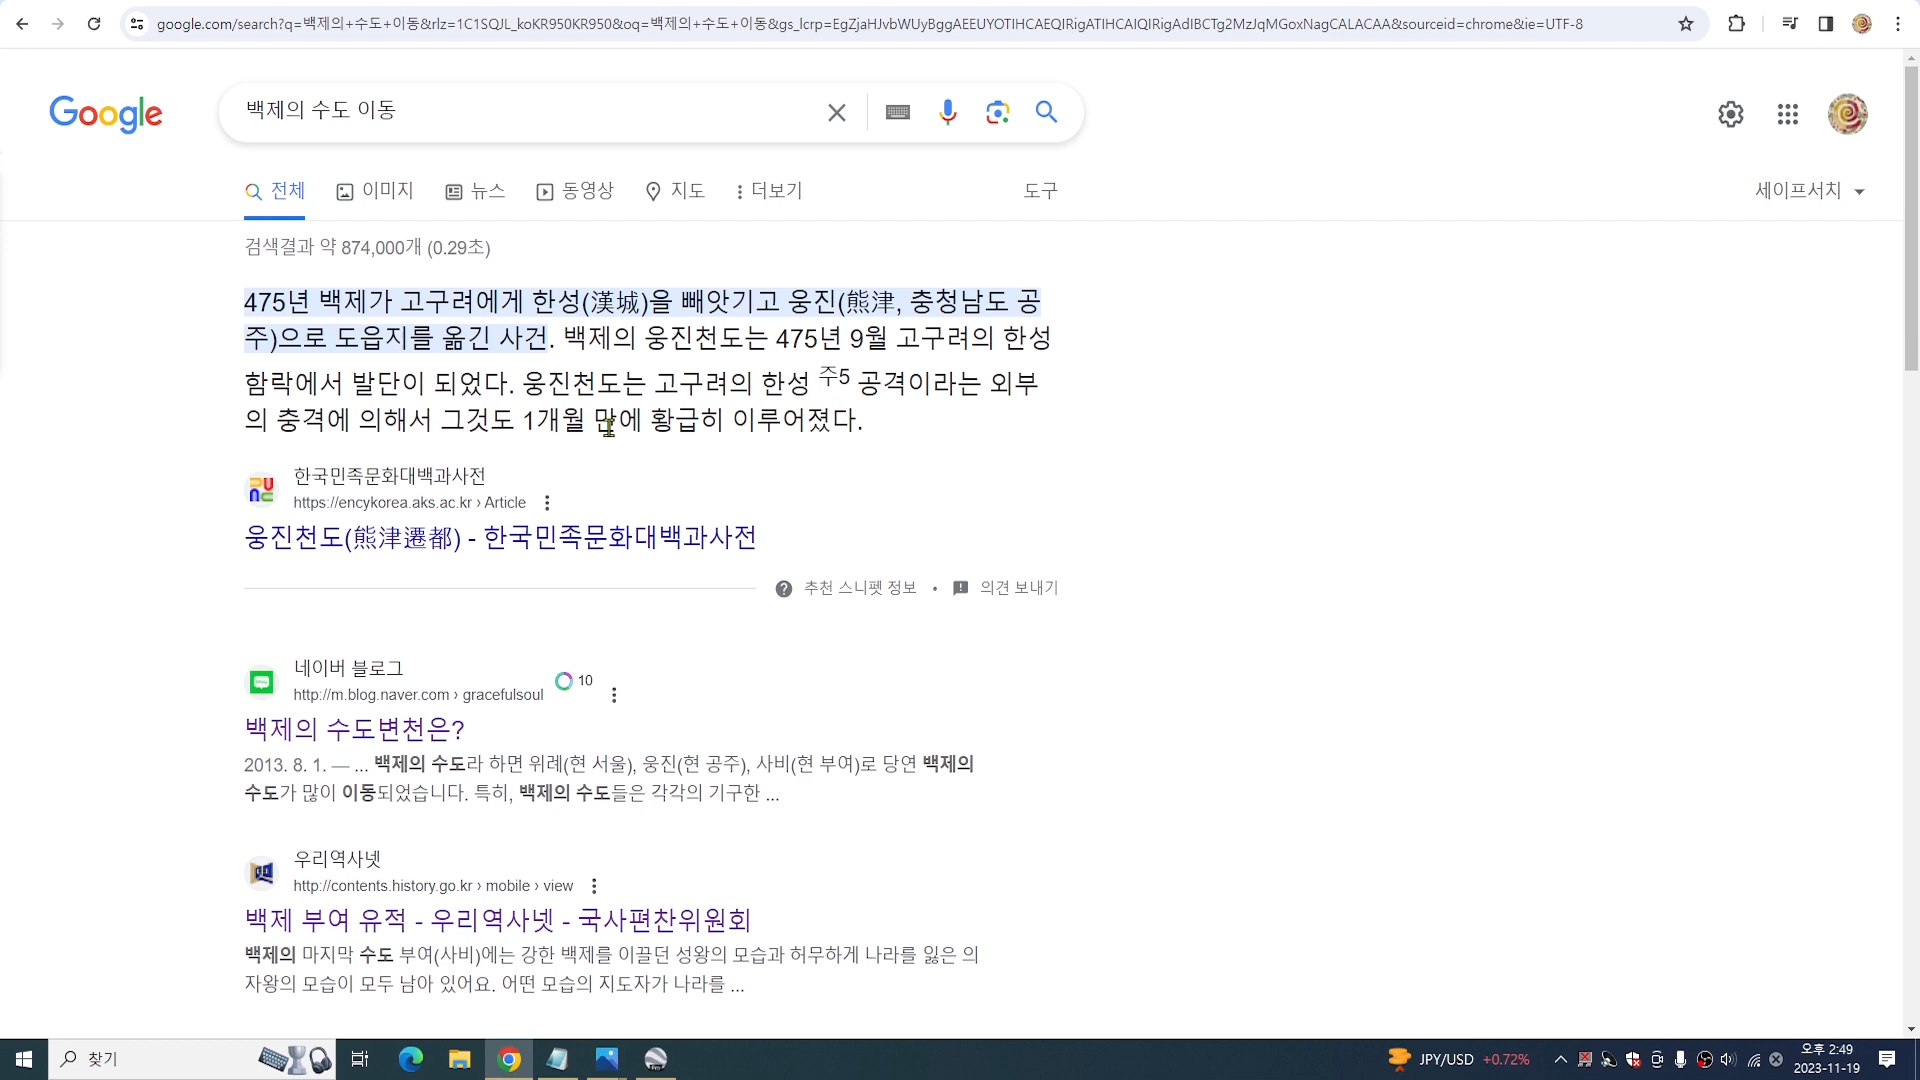 google.com/search?q=백제의+수도+이동&rlz=1C1SQJL_koKR950KR950&oq=백제의+수도+이동&gs_lcrp=EgZjaHJvbWUyBggAEEUYOTIHCAEQIRigATIHCAIQIRigAdIBCTg2MzJqMGoxNagCALACAA&sourceid=chrome&ie=UTF-8
Google
백제의 수도 이동
전체 이미지 뉴스 동영상 지도 더보기 도구 세이프서치
검색결과 약 874,000개 (0.29초)
475년 백제가 고구려에게 한성(漢城)을 빼앗기고 웅진(熊津, 충청남도 공
주)으로 도읍지를 옮긴 사건. 백제의 웅진천도는 475년 9월 고구려의 한성
함락에서 발단이 되었다. 웅진천도는 고구려의 한성 주5 공격이라는 외부
의 충격에 의해서 그것도 1개월 만에 황급히 이루어졌다.
한국민족문화대백과사전
https://encykorea.aks.ac.kr › Article
웅진천도(熊津遷都) - 한국민족문화대백과사전
추천 스니펫 정보 • 의견 보내기
네이버 블로그
10
http://m.blog.naver.com › gracefulsoul
백제의 수도변천은?
2013. 8. 1. — ... 백제의 수도라 하면 위례(현 서울), 웅진(현 공주), 사비(현 부여)로 당연 백제의
수도가 많이 이동되었습니다. 특히, 백제의 수도들은 각각의 기구한 ...
우리역사넷
http://contents.history.go.kr › mobile › view
백제 부여 유적 - 우리역사넷 - 국사편찬위원회
백제의 마지막 수도 부여(사비)에는 강한 백제를 이끌던 성왕의 모습과 허무하게 나라를 잃은 의
자왕의 모습이 모두 남아 있어요. 어떤 모습의 지도자가 나라를 ...
찾기
JPY/USD +0.72%
오후 2:49
2023-11-19